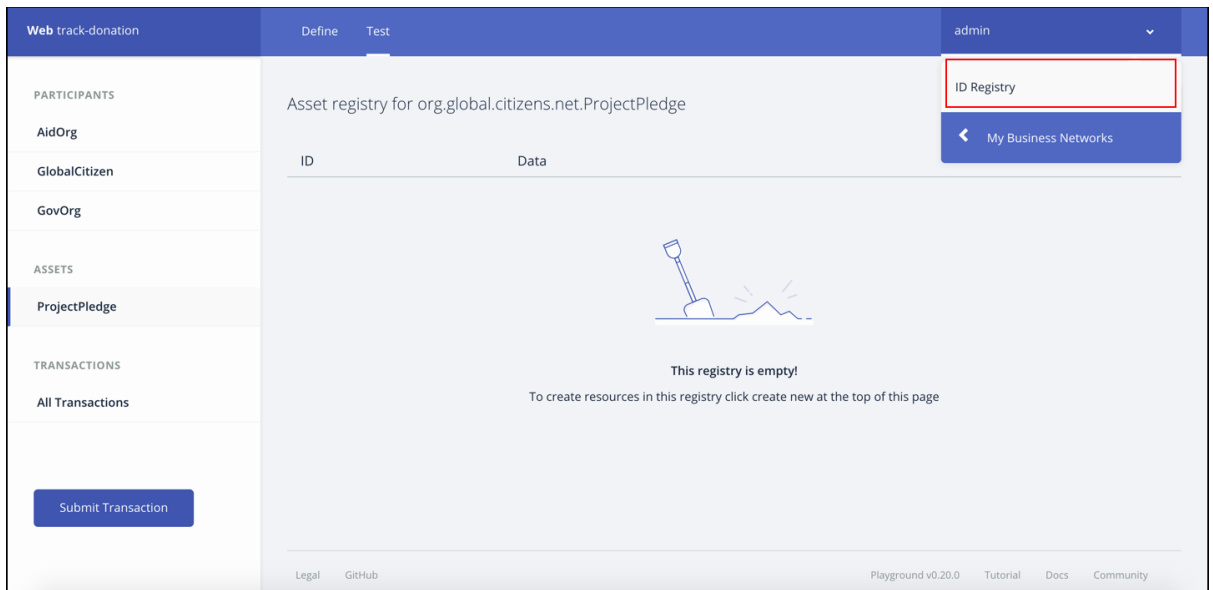 Web track-donation
Define
Test
admin
ID Registry
My Business Networks
PARTICIPANTS
AidOrg
GlobalCitizen
GovOrg
ASSETS
ProjectPledge
TRANSACTIONS
All Transactions
Submit Transaction
Asset registry for org.global.citizens.net.ProjectPledge
ID
Data
This registry is empty!
To create resources in this registry click create new at the top of this page
Legal
GitHub
Playground v0.20.0
Tutorial
Docs
Community